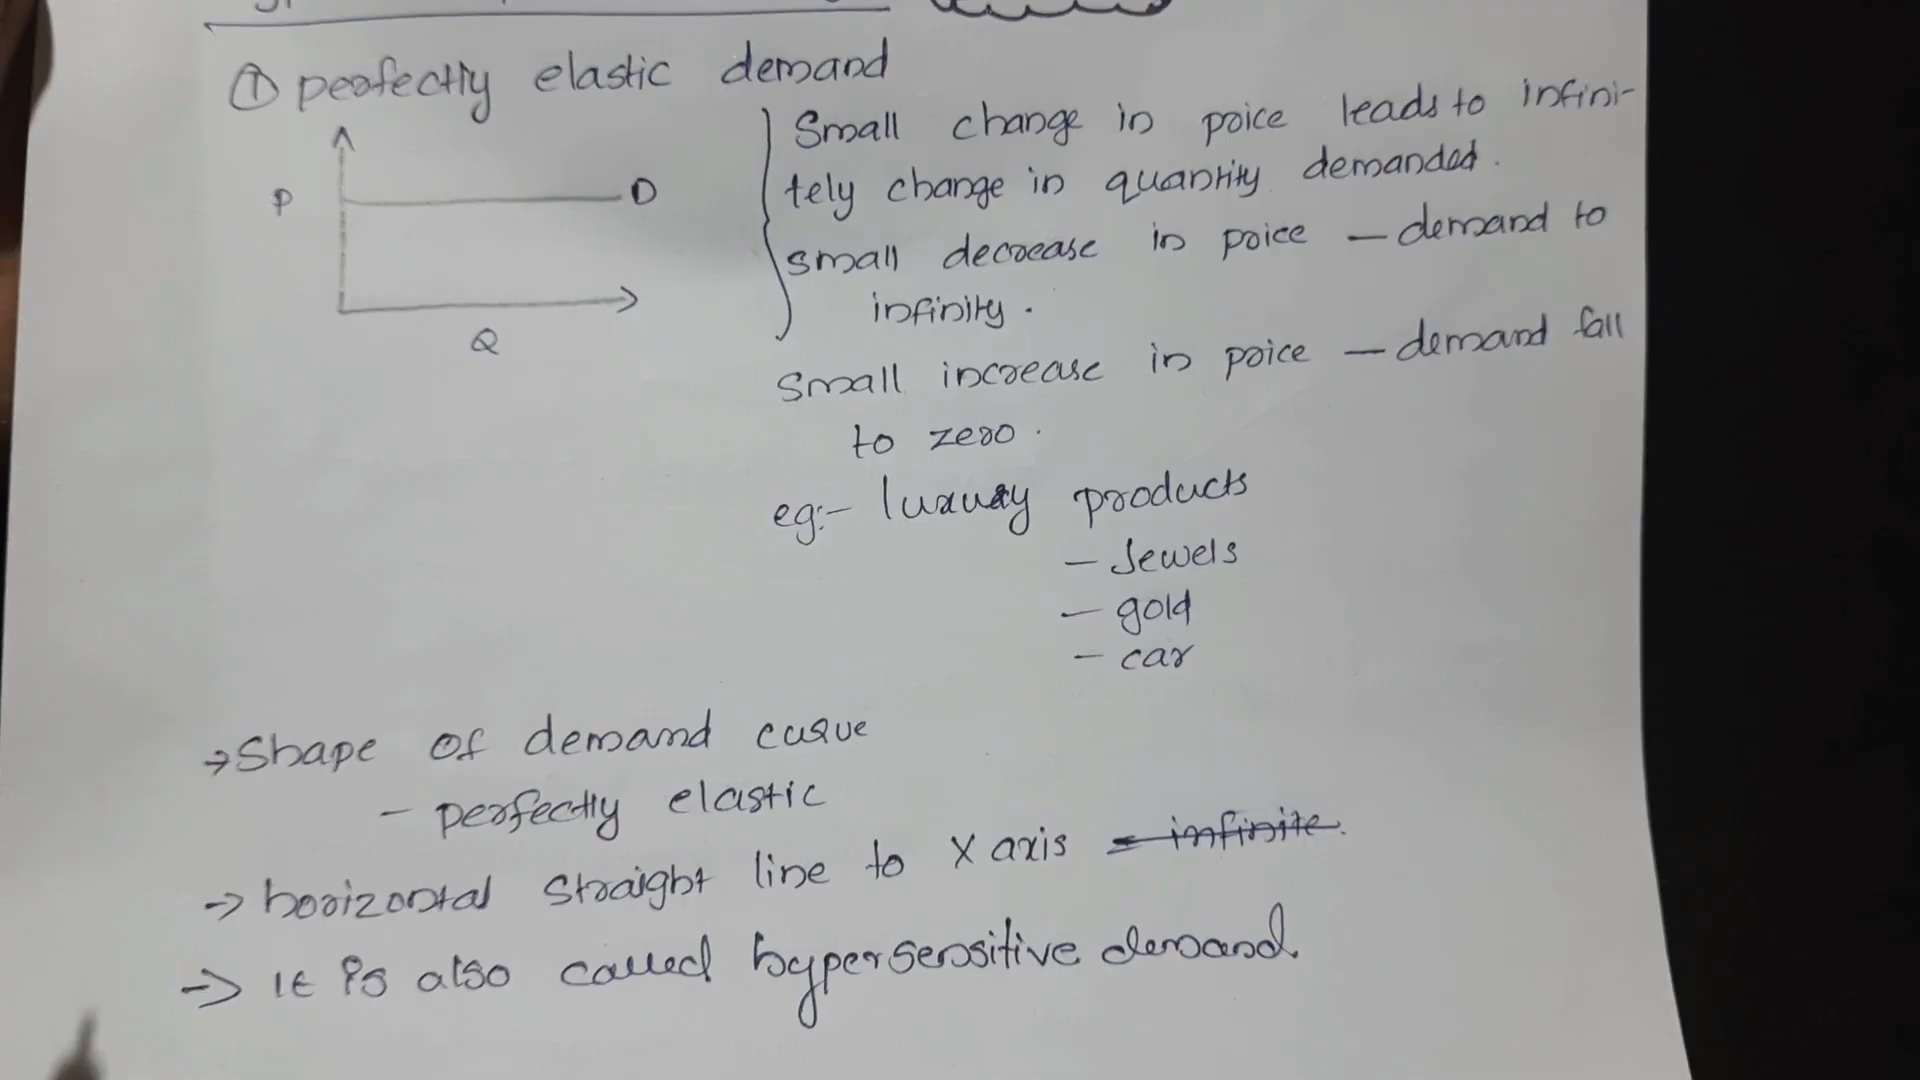 ① perfectly elastic demand
P
D
Q
Small change in price leads to infini-
tely change in quantity demanded.
small decrease in price – demand to
infinity.
Small increase in price – demand fall
to zero.
eg:- luxury products
- Jewels
- gold
- car
→ Shape of demand curve
- perfectly elastic
→ horizontal straight line to X axis = infinite.
→ It is also called hypersensitive demand.